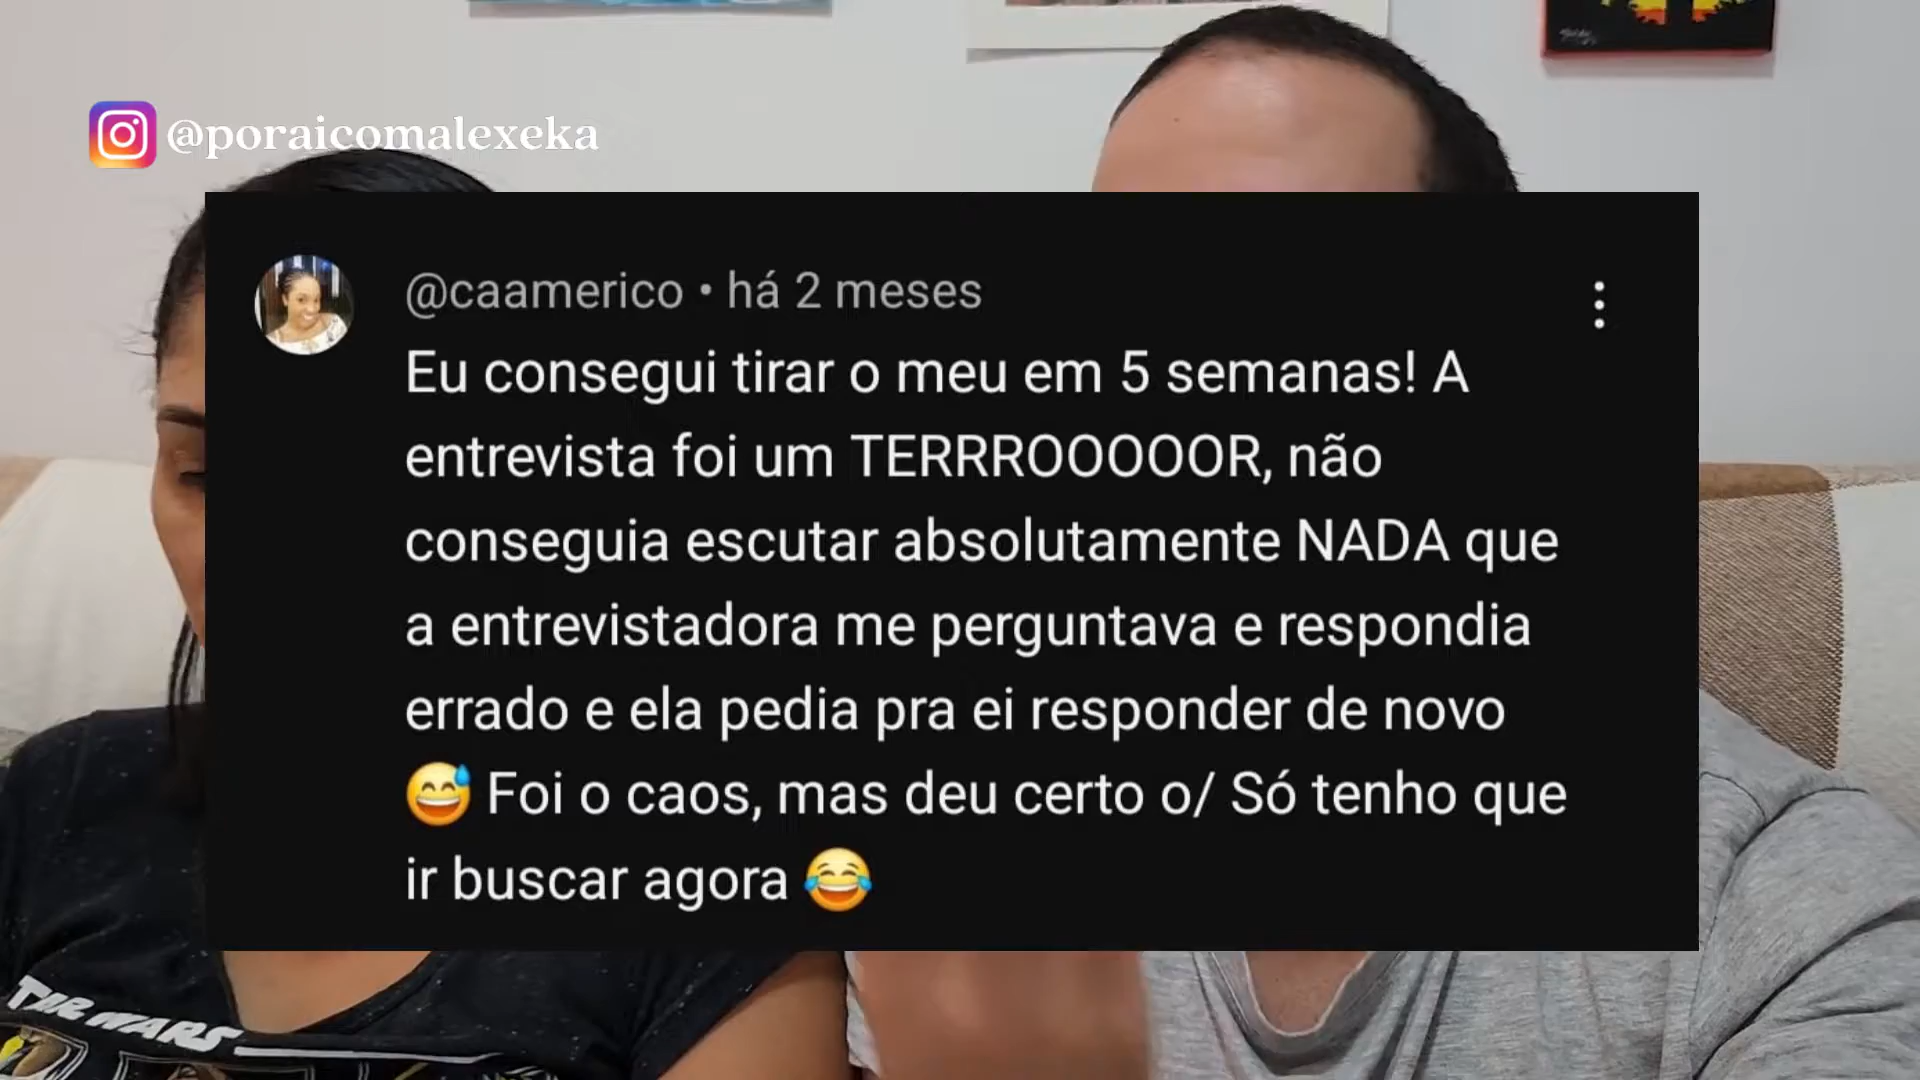 @poraicomalexeka
@caamerico • há 2 meses
Eu consegui tirar o meu em 5 semanas! A
entrevista foi um TERRROOOOOR, não
conseguia escutar absolutamente NADA que
a entrevistadora me perguntava e respondia
errado e ela pedia pra ei responder de novo
😅 Foi o caos, mas deu certo o/ Só tenho que
ir buscar agora 😂
TAR WARS